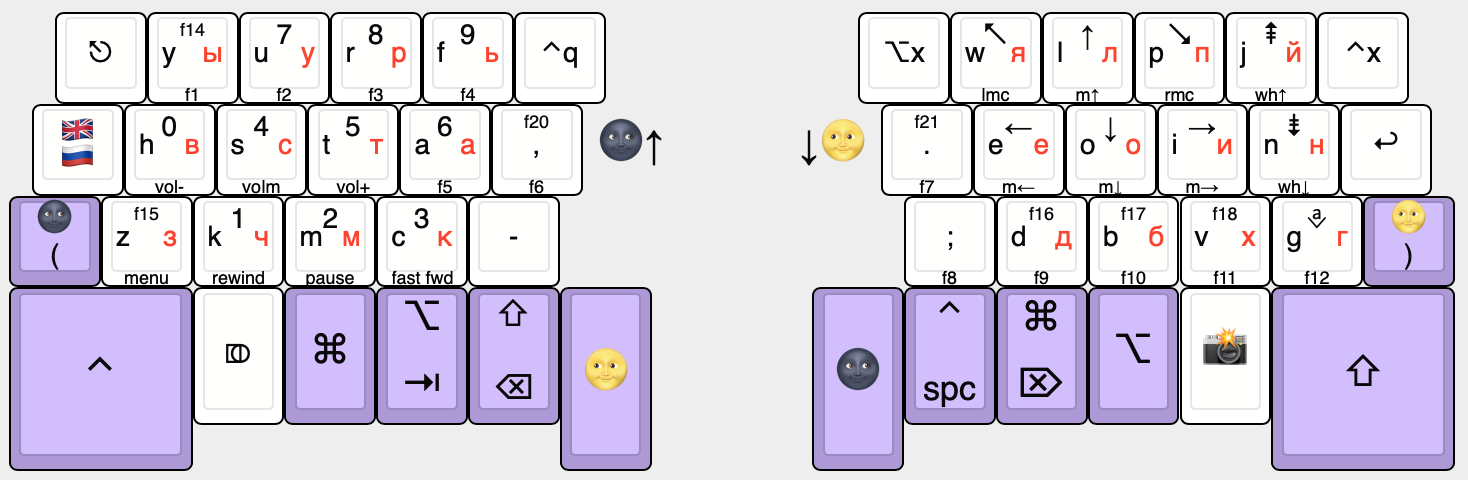 ⎋ y f14 ы f1 u 7 у f2 r 8 р f3 f 9 ь f4 ^q ⌥x w ↖ я lmc l ↑ л m↑ p ↘ п rmc j ⇞ й wh↑ ^x
🇬🇧 🇷🇺 h 0 в vol- s 4 с volm t 5 т vol+ a 6 а f5 f20 , f6 🌚↑ ↓🌝 f21 . f7 e ← е m← o ↓ о m↓ i → и m→ n ⇟ н wh↓ ↩
🌚 ( z f15 з menu k 1 ч rewind m 2 м pause c 3 к fast fwd - ; f8 d f16 д f9 b f17 б f10 v f18 х f11 g a г f12 🌝 )
^ ⌘ ⌥ ⇥ ⇧ ⌫ 🌝 🌚 ^ spc ⌘ ⌦ ⌥ 📸 ⇧